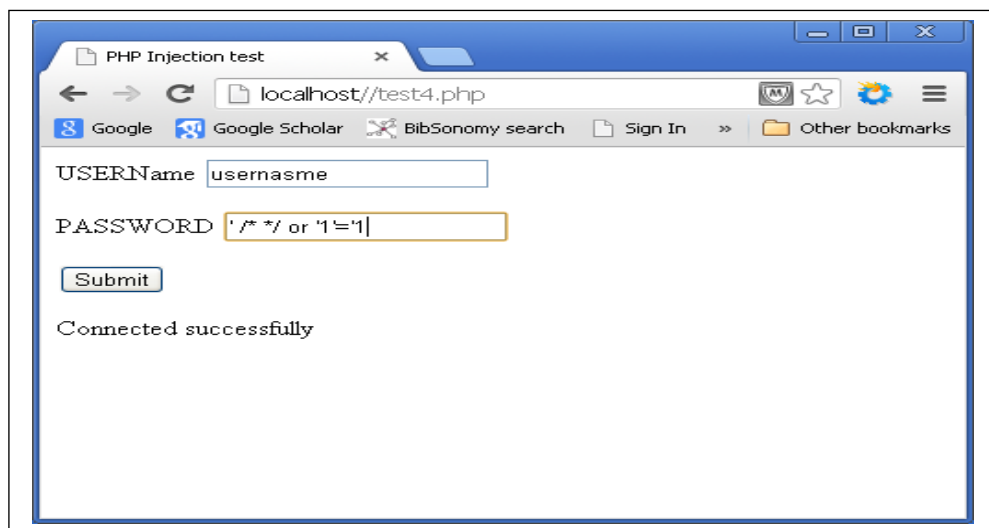 PHP Injection test
localhost//test4.php
Google Google Scholar BibSonomy search Sign In » Other bookmarks
USERName usernasme
PASSWORD ' /* */ or '1'='1
Submit
Connected successfully